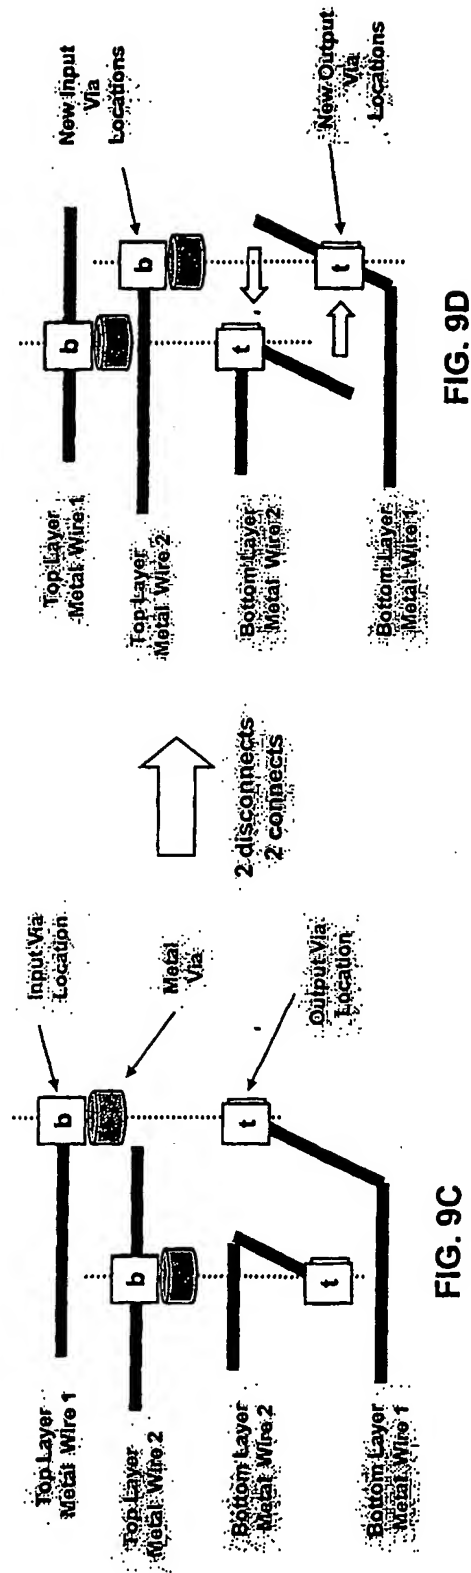 Top Layer
Metal Wire 1
Top Layer
Metal Wire 2
Bottom Layer
Metal Wire 2
Bottom Layer
Metal Wire 1
b
b
t
t
Input Via
Location
Metal
Via
Output Via
Location
FIG. 9C
2 disconnects
2 connects
Top Layer
Metal Wire 1
Top Layer
Metal Wire 2
Bottom Layer
Metal Wire 2
Bottom Layer
Metal Wire 1
b
b
t
t
New Input
Via
Locations
New Output
Via
Locations
FIG. 9D